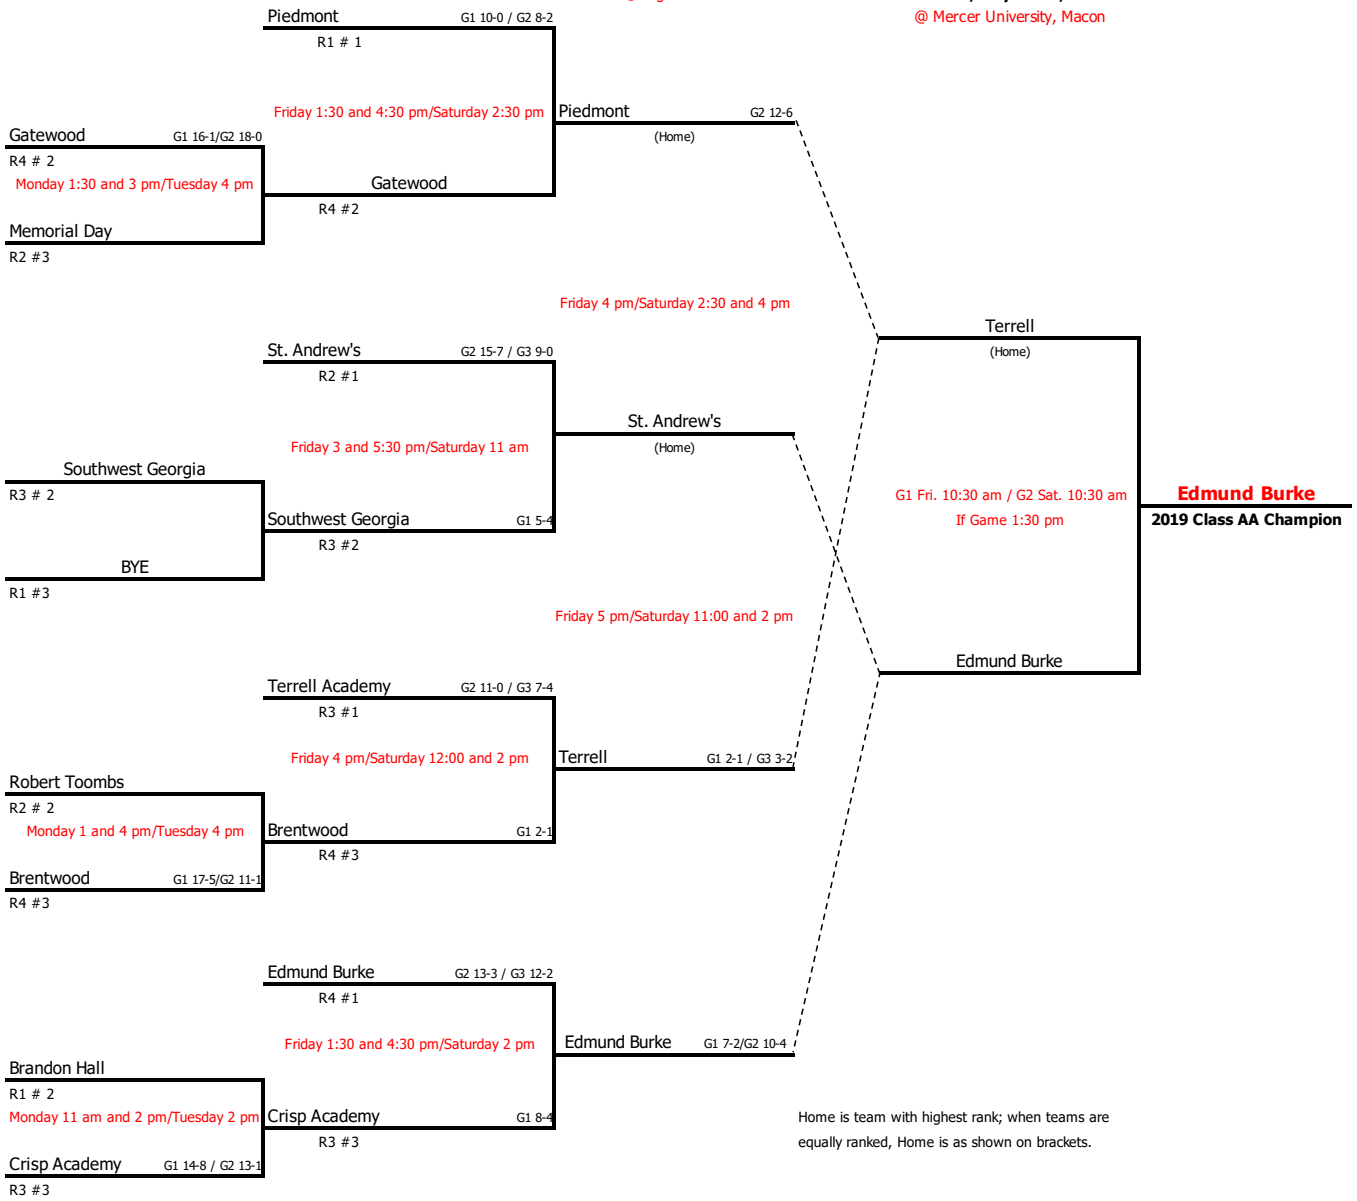 @ Mercer University, Macon
Piedmont G1 10-0 / G2 8-2
R1 # 1
Friday 1:30 and 4:30 pm/Saturday 2:30 pm
Piedmont G2 12-6
(Home)
Gatewood G1 16-1/G2 18-0
R4 # 2
Monday 1:30 and 3 pm/Tuesday 4 pm
Gatewood
R4 #2
Memorial Day
R2 #3
Friday 4 pm/Saturday 2:30 and 4 pm
Terrell
(Home)
St. Andrew's G2 15-7 / G3 9-0
R2 #1
St. Andrew's
(Home)
Friday 3 and 5:30 pm/Saturday 11 am
Southwest Georgia
R3 # 2
G1 Fri. 10:30 am / G2 Sat. 10:30 am
If Game 1:30 pm
Edmund Burke
2019 Class AA Champion
Southwest Georgia G1 5-4
R3 #2
BYE
R1 #3
Friday 5 pm/Saturday 11:00 and 2 pm
Edmund Burke
Terrell Academy G2 11-0 / G3 7-4
R3 #1
Friday 4 pm/Saturday 12:00 and 2 pm
Terrell G1 2-1 / G3 3-2
Robert Toombs
R2 # 2
Monday 1 and 4 pm/Tuesday 4 pm
Brentwood G1 2-1
R4 #3
Brentwood G1 17-5/G2 11-1
R4 #3
Edmund Burke G2 13-3 / G3 12-2
R4 #1
Friday 1:30 and 4:30 pm/Saturday 2 pm
Edmund Burke G1 7-2/G2 10-4
Brandon Hall
R1 # 2
Monday 11 am and 2 pm/Tuesday 2 pm
Crisp Academy G1 8-4
R3 #3
Crisp Academy G1 14-8 / G2 13-1
R3 #3
Home is team with highest rank; when teams are
equally ranked, Home is as shown on brackets.